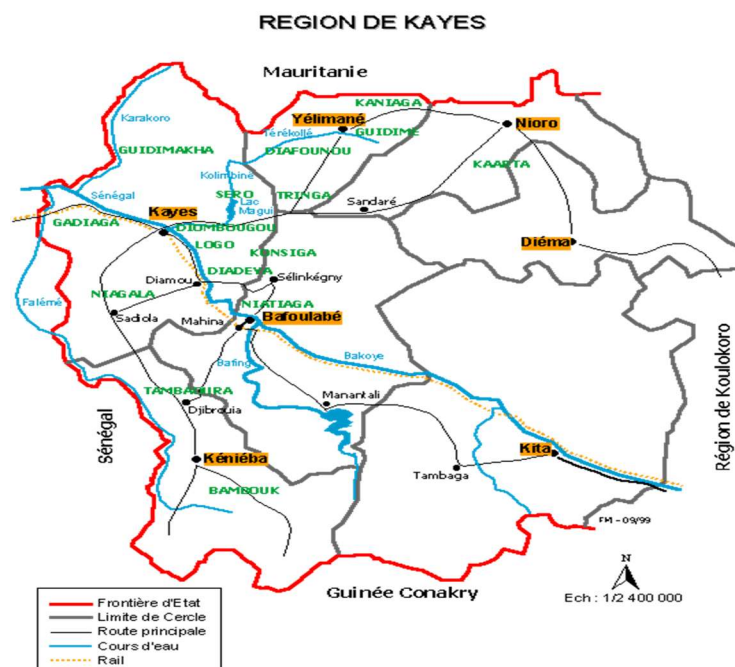 REGION DE KAYES
Mauritanie
Karakoro
KANIAGA
Yélimané
Nioro
Térékollé
GUIDIME
GUIDIMAKHA
DIAFOUNOU
KAARTA
Kolimbiné
Sénégal
SERO
TRINGA
Lac
Magui
Sandaré
Kayes
GADIAGA
DIOMBOUGOU
LOGO
KONSIGA
Diéma
DIADEYA
Diamou
Sélinkégny
NIAGALA
Falémé
NIATIAGA
Sadiola
Mahina
Bafoulabé
Bafing
Bakoye
TAMBAOURA
Manantali
Djibrouia
Sénégal
Région de Koulokoro
Kéniéba
Kita
Tambaga
BAMBOUK
FM - 09/99
N
Guinée Conakry
Ech : 1/2 400 000
Frontière d'Etat
Limite de Cercle
Route principale
Cours d'eau
Rail